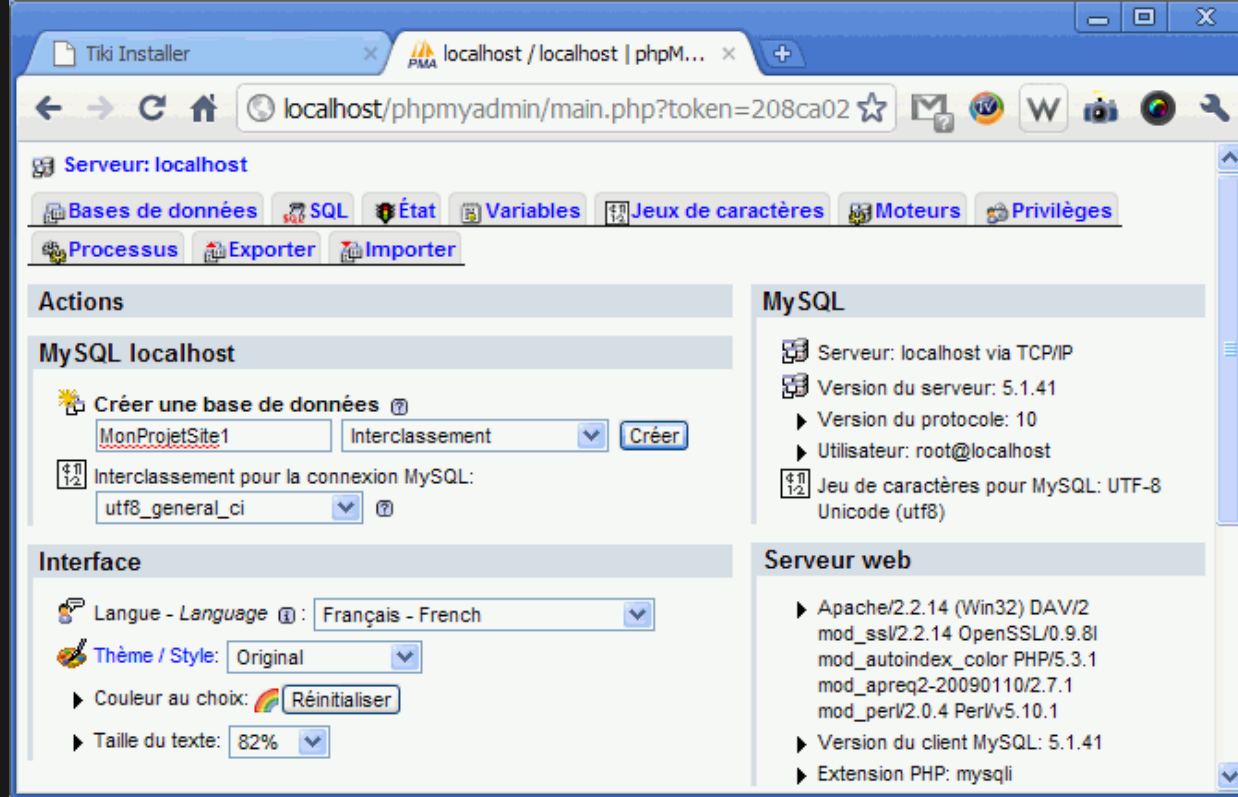 Tiki Installer
PMA localhost / localhost | phpM...
localhost/phpmyadmin/main.php?token=208ca02
Serveur: localhost
Bases de données SQL État Variables Jeux de caractères Moteurs Privilèges
Processus Exporter Importer
Actions
MySQL localhost
Créer une base de données
MonProjetSite1 Interclassement Créer
Interclassement pour la connexion MySQL:
utf8_general_ci
Interface
Langue - Language : Français - French
Thème / Style: Original
Couleur au choix: Réinitialiser
Taille du texte: 82%
MySQL
Serveur: localhost via TCP/IP
Version du serveur: 5.1.41
Version du protocole: 10
Utilisateur: root@localhost
Jeu de caractères pour MySQL: UTF-8
Unicode (utf8)
Serveur web
Apache/2.2.14 (Win32) DAV/2
mod_ssl/2.2.14 OpenSSL/0.9.8l
mod_autoindex_color PHP/5.3.1
mod_apreq2-20090110/2.7.1
mod_perl/2.0.4 Perl/v5.10.1
Version du client MySQL: 5.1.41
Extension PHP: mysqli